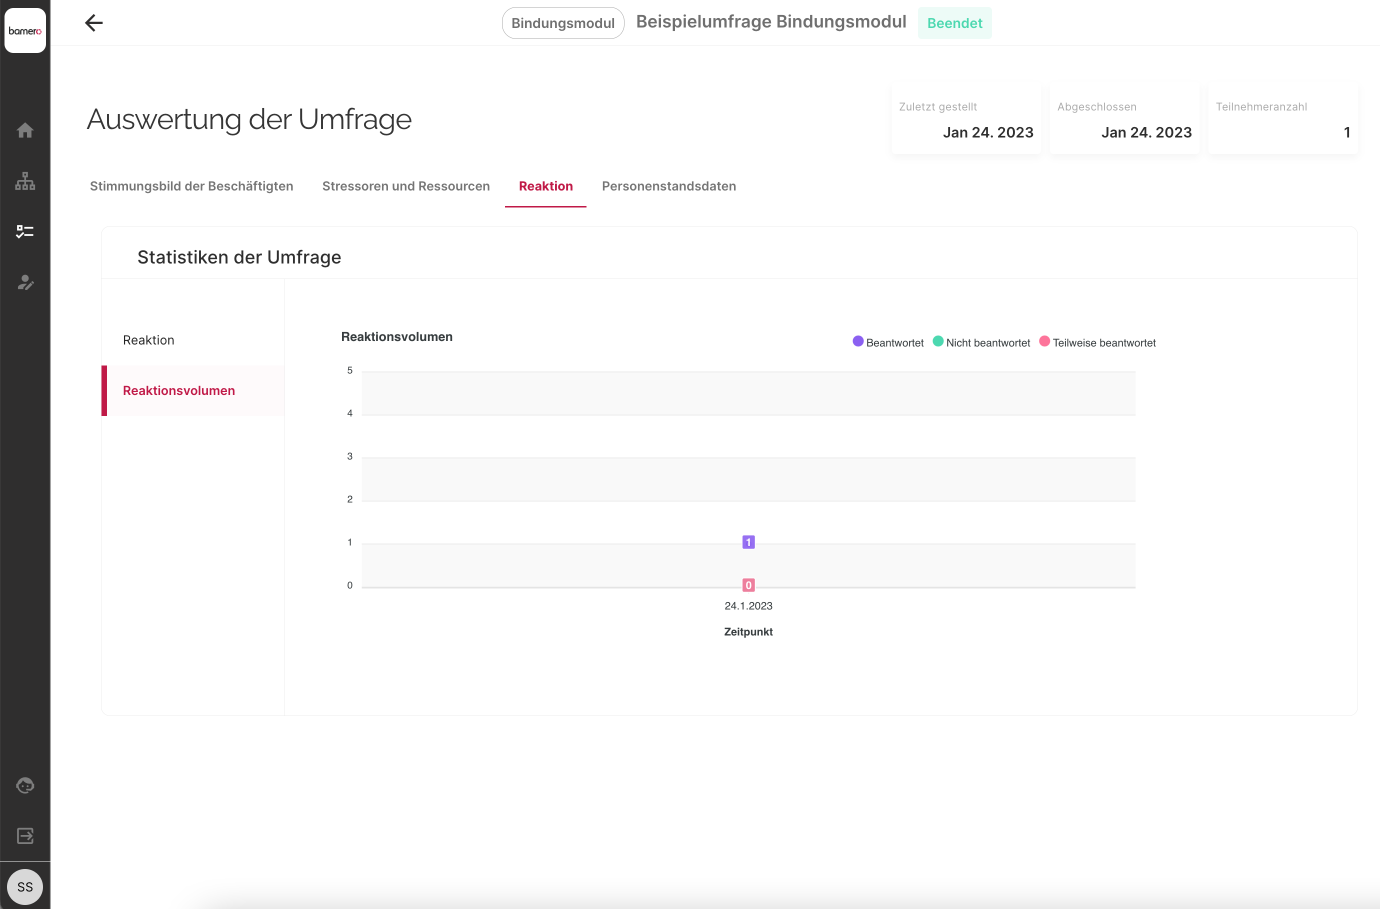 barnero
Bindungsmodul
Beispielumfrage Bindungsmodul
Beendet
Auswertung der Umfrage
Zuletzt gestellt
Jan 24. 2023
Abgeschlossen
Jan 24. 2023
Teilnehmeranzahl
1
Stimmungsbild der Beschäftigten
Stressoren und Ressourcen
Reaktion
Personenstandsdaten
Statistiken der Umfrage
Reaktion
Reaktionsvolumen
Reaktionsvolumen
Beantwortet
Nicht beantwortet
Teilweise beantwortet
5
4
3
2
1
0
1
0
24.1.2023
Zeitpunkt
SS